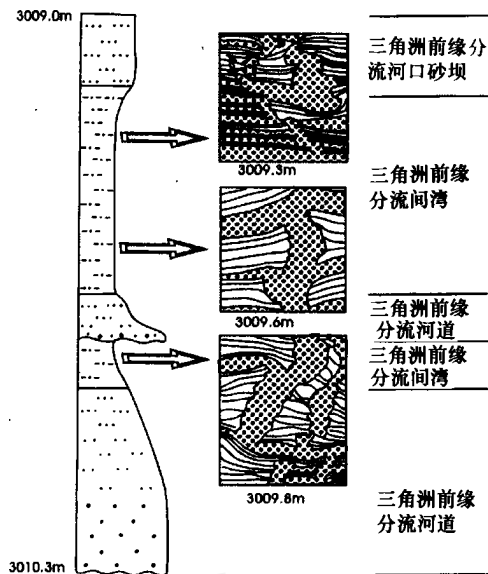 3009.0m
三角洲前缘分
流河口砂坝
3009.3m
三角洲前缘
分流间湾
3009.6m
三角洲前缘
分流河道
三角洲前缘
分流间湾
3009.8m
三角洲前缘
分流河道
3010.3m